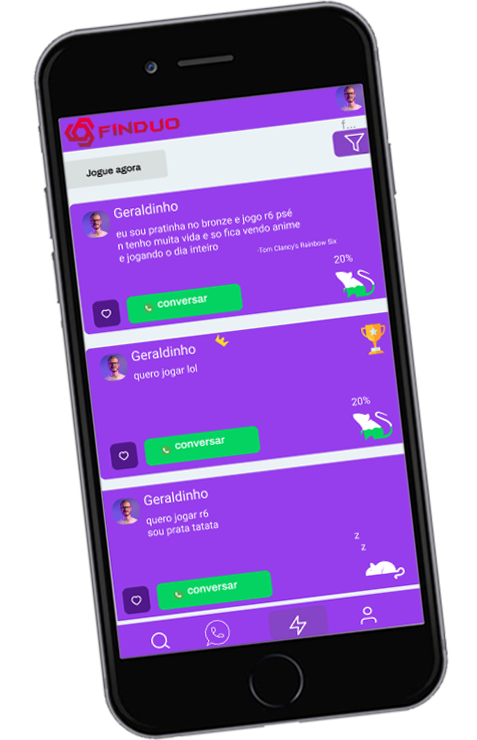 FINDUO
f...
Jogue agora
Geraldinho
eu sou pratinha no bronze e jogo r6 psé
n tenho muita vida e so fica vendo anime
e jogando o dia inteiro
-Tom Clancy's Rainbow Six
20%
conversar
Geraldinho
quero jogar lol
20%
conversar
Geraldinho
quero jogar r6
sou prata tatata
z
z
conversar